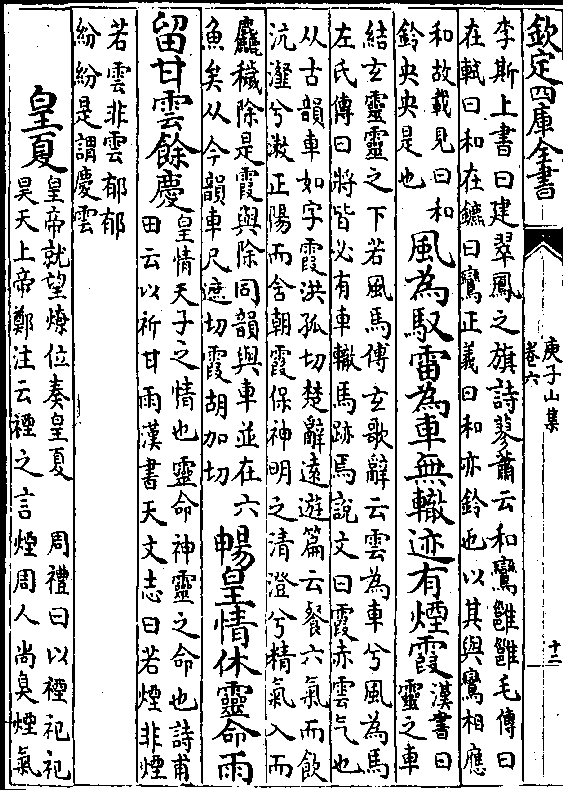 欽定四庫全書
庚子山集
卷六
十二
李斯上書曰建翠鳳之旗詩蓼蕭云和鸞雝雝毛傳曰
在軾曰和在鑣曰鸞正義曰和亦鈴也以其與鸞相應
和故載見曰和
鈴央央是也
風為馭雷為車無轍迹有煙霞
漢書曰
靈之車
結玄靈靈之下若風馬傅玄歌辭云雲為車兮風為馬
左氏傳曰將皆必有車轍馬跡焉說文曰霞赤雲气也
从古韻車如字霞洪孤切楚辭遠遊篇云餐六氣而飲
沆瀣兮漱正陽而含朝霞保神明之清澄兮精氣入而
麤穢除是霞與除同韻與車並在六
魚矣从今韻車尺遮切霞胡加切
暢皇情休靈命雨
留甘雲餘慶
皇情天子之情也靈命神靈之命也詩甫
田云以祈甘雨漢書天文志曰若煙非煙
若雲非雲郁郁
紛紛是謂慶雲
皇夏
皇帝就望燎位奏皇夏 周禮曰以禋祀祀
昊天上帝鄭注云禋之言煙周人尚臭煙氣